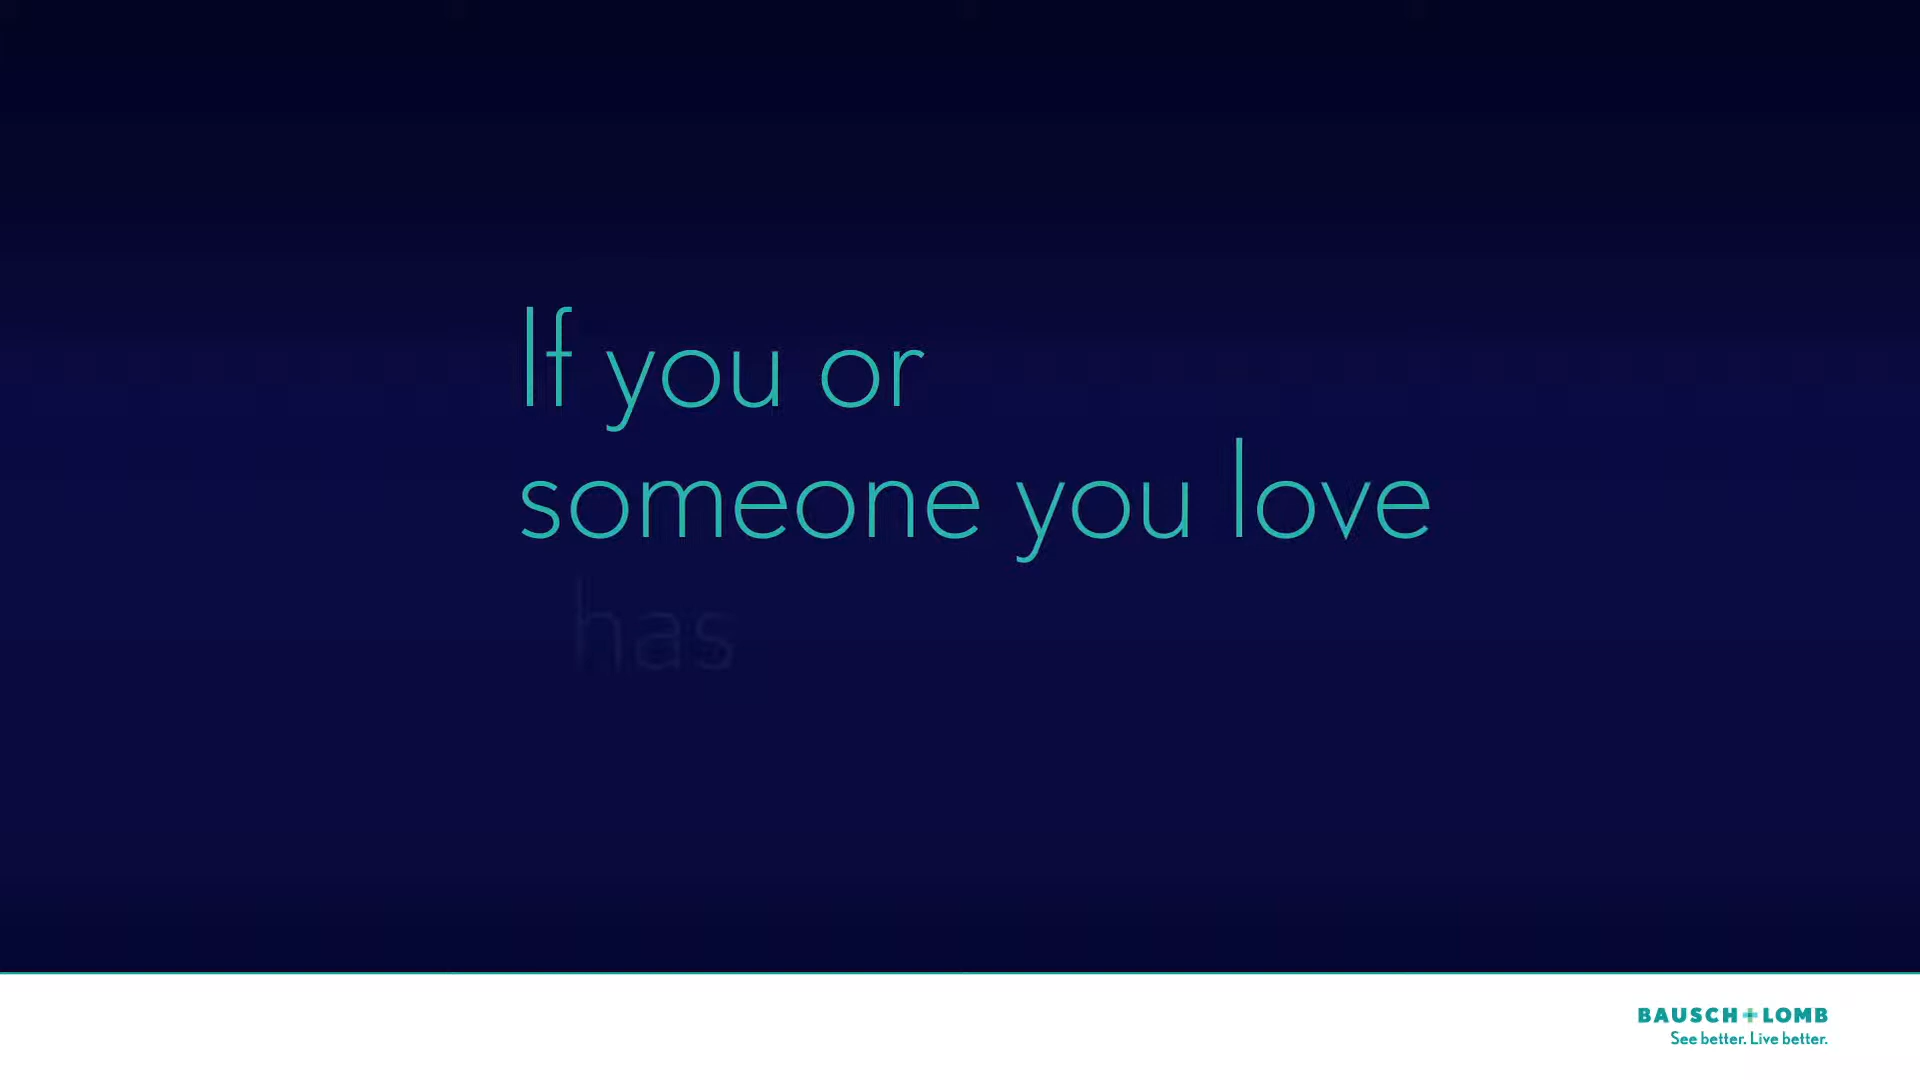 If you or
someone you love
has
BAUSCH + LOMB
See better. Live better.